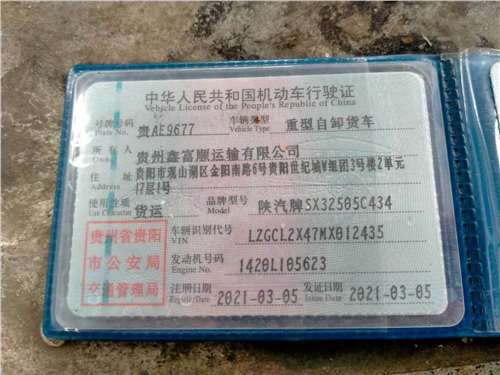 中华人民共和国机动车行驶证
Vehicle License of the People's Republic of China
号牌号码 贵AE9677 车辆类型 重型自卸货车
Plate No. Vehicle Type
所有人 贵州鑫富顺运输有限公司
Owner
住址 贵阳市观山湖区金阳南路6号贵阳世纪城W组团3号楼2单元
Address 17层1号
使用性质 货运 品牌型号 陕汽牌SX32505C434
Use Character Model
贵州省贵阳
市公安局
交通管理局
车辆识别代号 LZGCL2X47MX012435
VIN
发动机号码 1420L105623
Engine No.
注册日期 2021-03-05 发证日期 2021-03-05
Register Date Issue Date